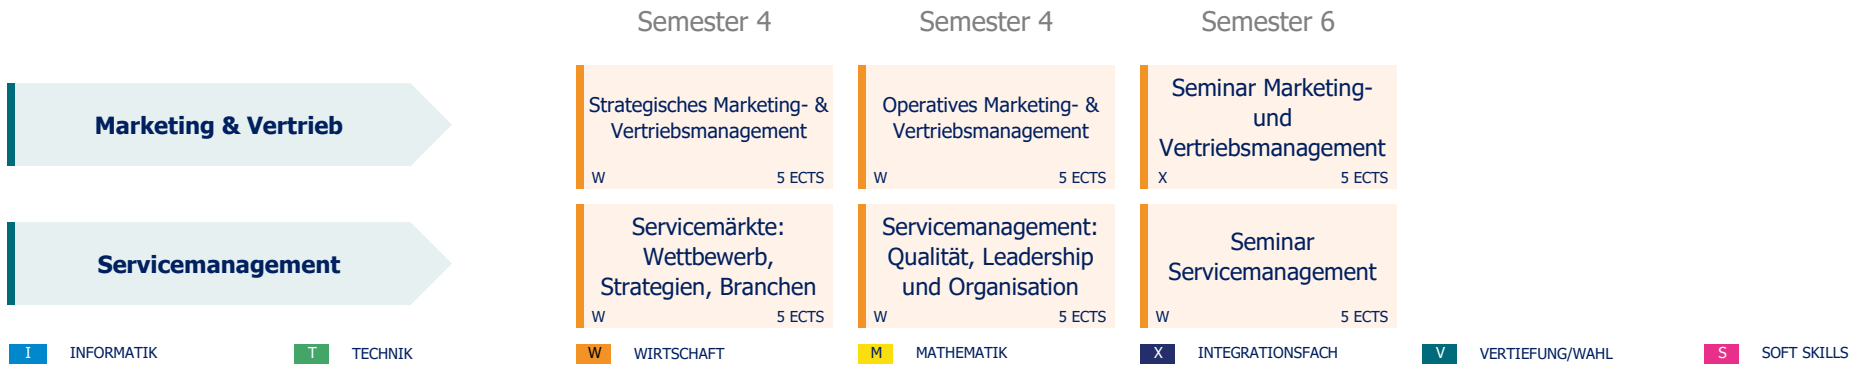 Semester 4
Semester 4
Semester 6
Marketing & Vertrieb
Strategisches Marketing- &
Vertriebsmanagement
W
5 ECTS
Operatives Marketing- &
Vertriebsmanagement
W
5 ECTS
Seminar Marketing-
und
Vertriebsmanagement
X
5 ECTS
Servicemanagement
Servicemärkte:
Wettbewerb,
Strategien, Branchen
W
5 ECTS
Servicemanagement:
Qualität, Leadership
und Organisation
W
5 ECTS
Seminar
Servicemanagement
W
5 ECTS
I INFORMATIK
T TECHNIK
W WIRTSCHAFT
M MATHEMATIK
X INTEGRATIONSFACH
V VERTIEFUNG/WAHL
S SOFT SKILLS